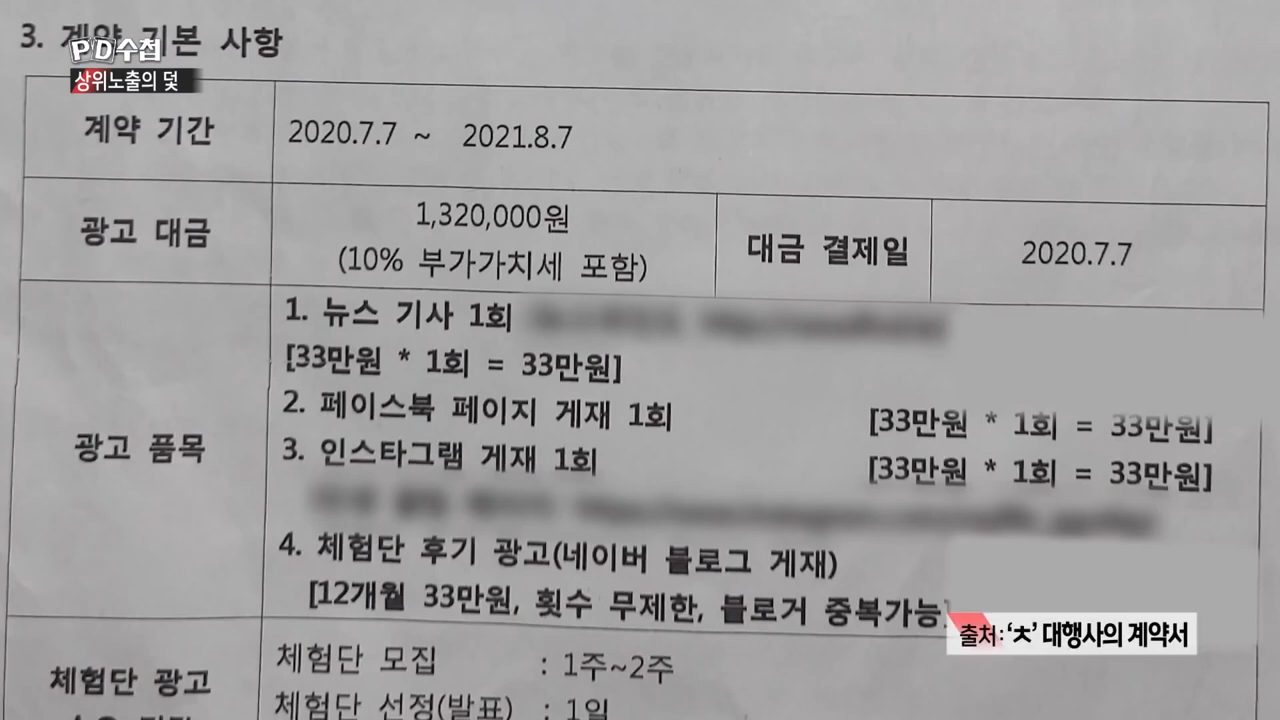 3. 계약 기본 사항
PD수첩
상위노출의 덫
계약 기간
2020.7.7 ~ 2021.8.7
광고 대금
1,320,000원
(10% 부가가치세 포함)
대금 결제일
2020.7.7
광고 품목
1. 뉴스 기사 1회
[33만원 * 1회 = 33만원]
2. 페이스북 페이지 게재 1회 [33만원 * 1회 = 33만원]
3. 인스타그램 게재 1회 [33만원 * 1회 = 33만원]
4. 체험단 후기 광고(네이버 블로그 게재)
[12개월 33만원, 횟수 무제한, 블로거 중복가능]
출처: 'ㅊ' 대행사의 계약서
체험단 광고
체험단 모집 : 1주~2주
체험단 선정(발표) : 1일